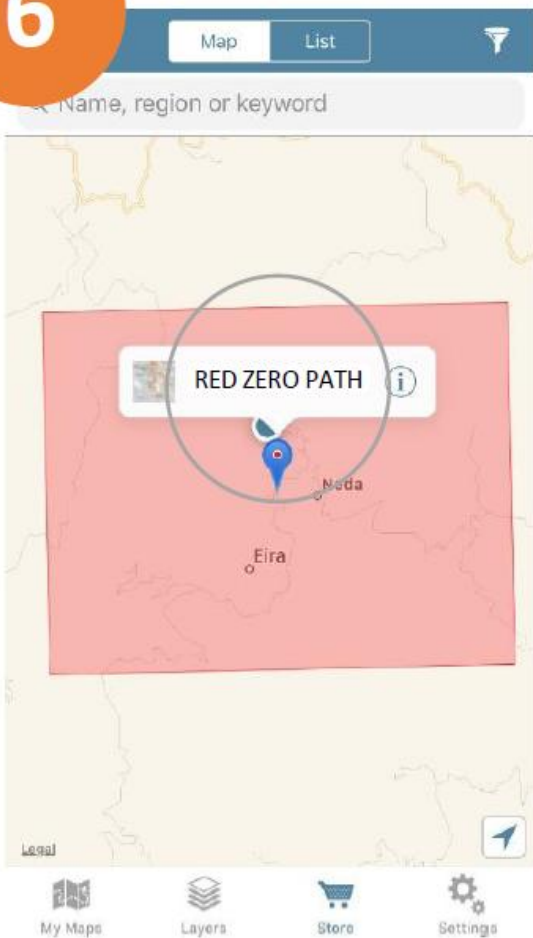 6
Map List
Name, region or keyword
RED ZERO PATH i
Neda
Eira
Legal
My Maps Layers Store Settings